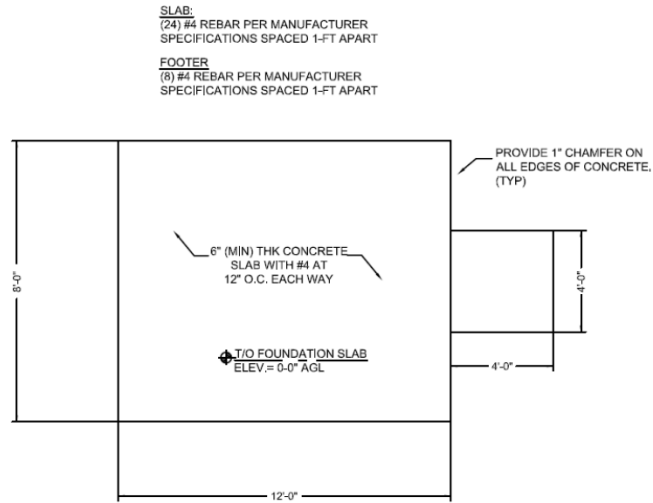 SLAB:
(24) #4 REBAR PER MANUFACTURER
SPECIFICATIONS SPACED 1-FT APART
FOOTER
(8) #4 REBAR PER MANUFACTURER
SPECIFICATIONS SPACED 1-FT APART
PROVIDE 1" CHAMFER ON
ALL EDGES OF CONCRETE.
(TYP)
6" (MIN) THK CONCRETE
SLAB WITH #4 AT
12" O.C. EACH WAY
8'-0"
4'-0"
T/O FOUNDATION SLAB
ELEV.= 0-0" AGL
4'-0"
12'-0"